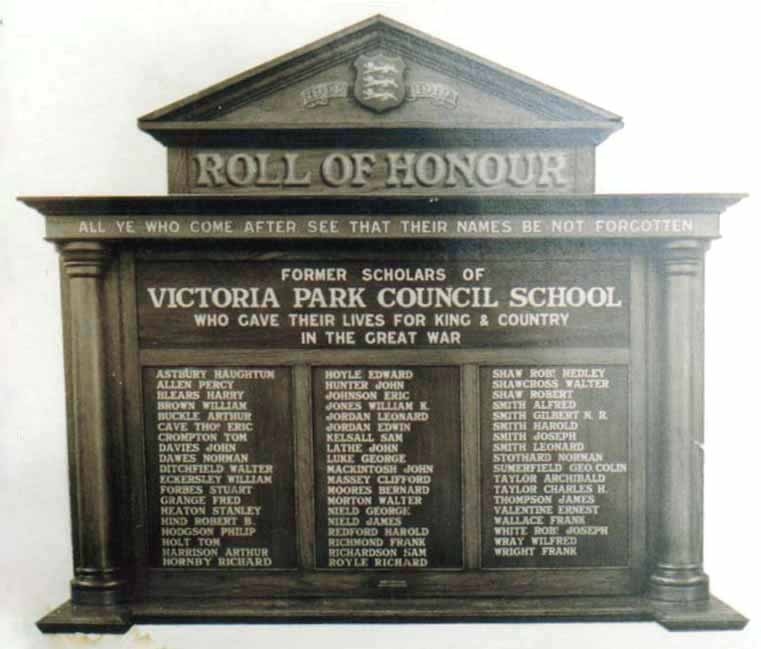 1914 1919
ROLL OF HONOUR
ALL YE WHO COME AFTER SEE THAT THEIR NAMES BE NOT FORGOTTEN
FORMER SCHOLARS OF
VICTORIA PARK COUNCIL SCHOOL
WHO GAVE THEIR LIVES FOR KING & COUNTRY
IN THE GREAT WAR
ASTBURY HAUGHTON
ALLEN PERCY
BLEARS HARRY
BROWN WILLIAM
BUCKLE ARTHUR
CAVE THOS ERIC
CROMPTON TOM
DAVIES JOHN
DAWES NORMAN
DITCHFIELD WALTER
ECKERSLEY WILLIAM
FORBES STUART
GRANGE FRED
HEATON STANLEY
HIND ROBERT B.
HODGSON PHILIP
HOLT TOM
HARRISON ARTHUR
HORNBY RICHARD
HOYLE EDWARD
HUNTER JOHN
JOHNSON ERIC
JONES WILLIAM K.
JORDAN LEONARD
JORDAN EDWIN
KELSALL SAM
LATHE JOHN
LUKE GEORGE
MACKINTOSH JOHN
MASSEY CLIFFORD
MOORES BERNARD
MORTON WALTER
NIELD GEORGE
NIELD JAMES
REDFORD HAROLD
RICHMOND FRANK
RICHARDSON SAM
ROYLE RICHARD
SHAW ROBT HEDLEY
SHAWCROSS WALTER
SHAW ROBERT
SMITH ALFRED
SMITH GILBERT N. R.
SMITH HAROLD
SMITH JOSEPH
SMITH LEONARD
STOTHARD NORMAN
SUMERFIELD GEO. COLIN
TAYLOR ARCHIBALD
TAYLOR CHARLES H.
THOMPSON JAMES
VALENTINE ERNEST
WALLACE FRANK
WHITE ROBT JOSEPH
WRAY WILFRED
WRIGHT FRANK